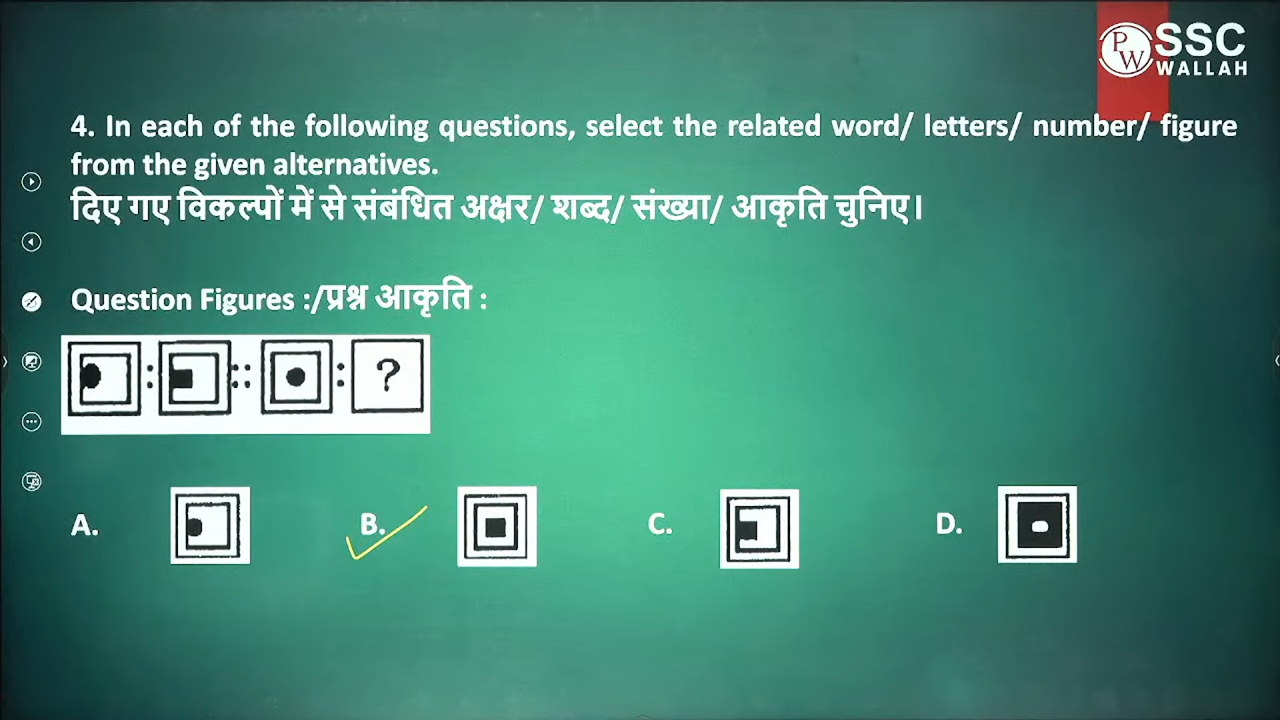 PW SSC
WALLAH
4. In each of the following questions, select the related word/ letters/ number/ figure
from the given alternatives.
दिए गए विकल्पों में से संबंधित अक्षर/ शब्द/ संख्या/ आकृति चुनिए।
Question Figures :/प्रश्न आकृति :
: :: : ?
A. B. C. D.